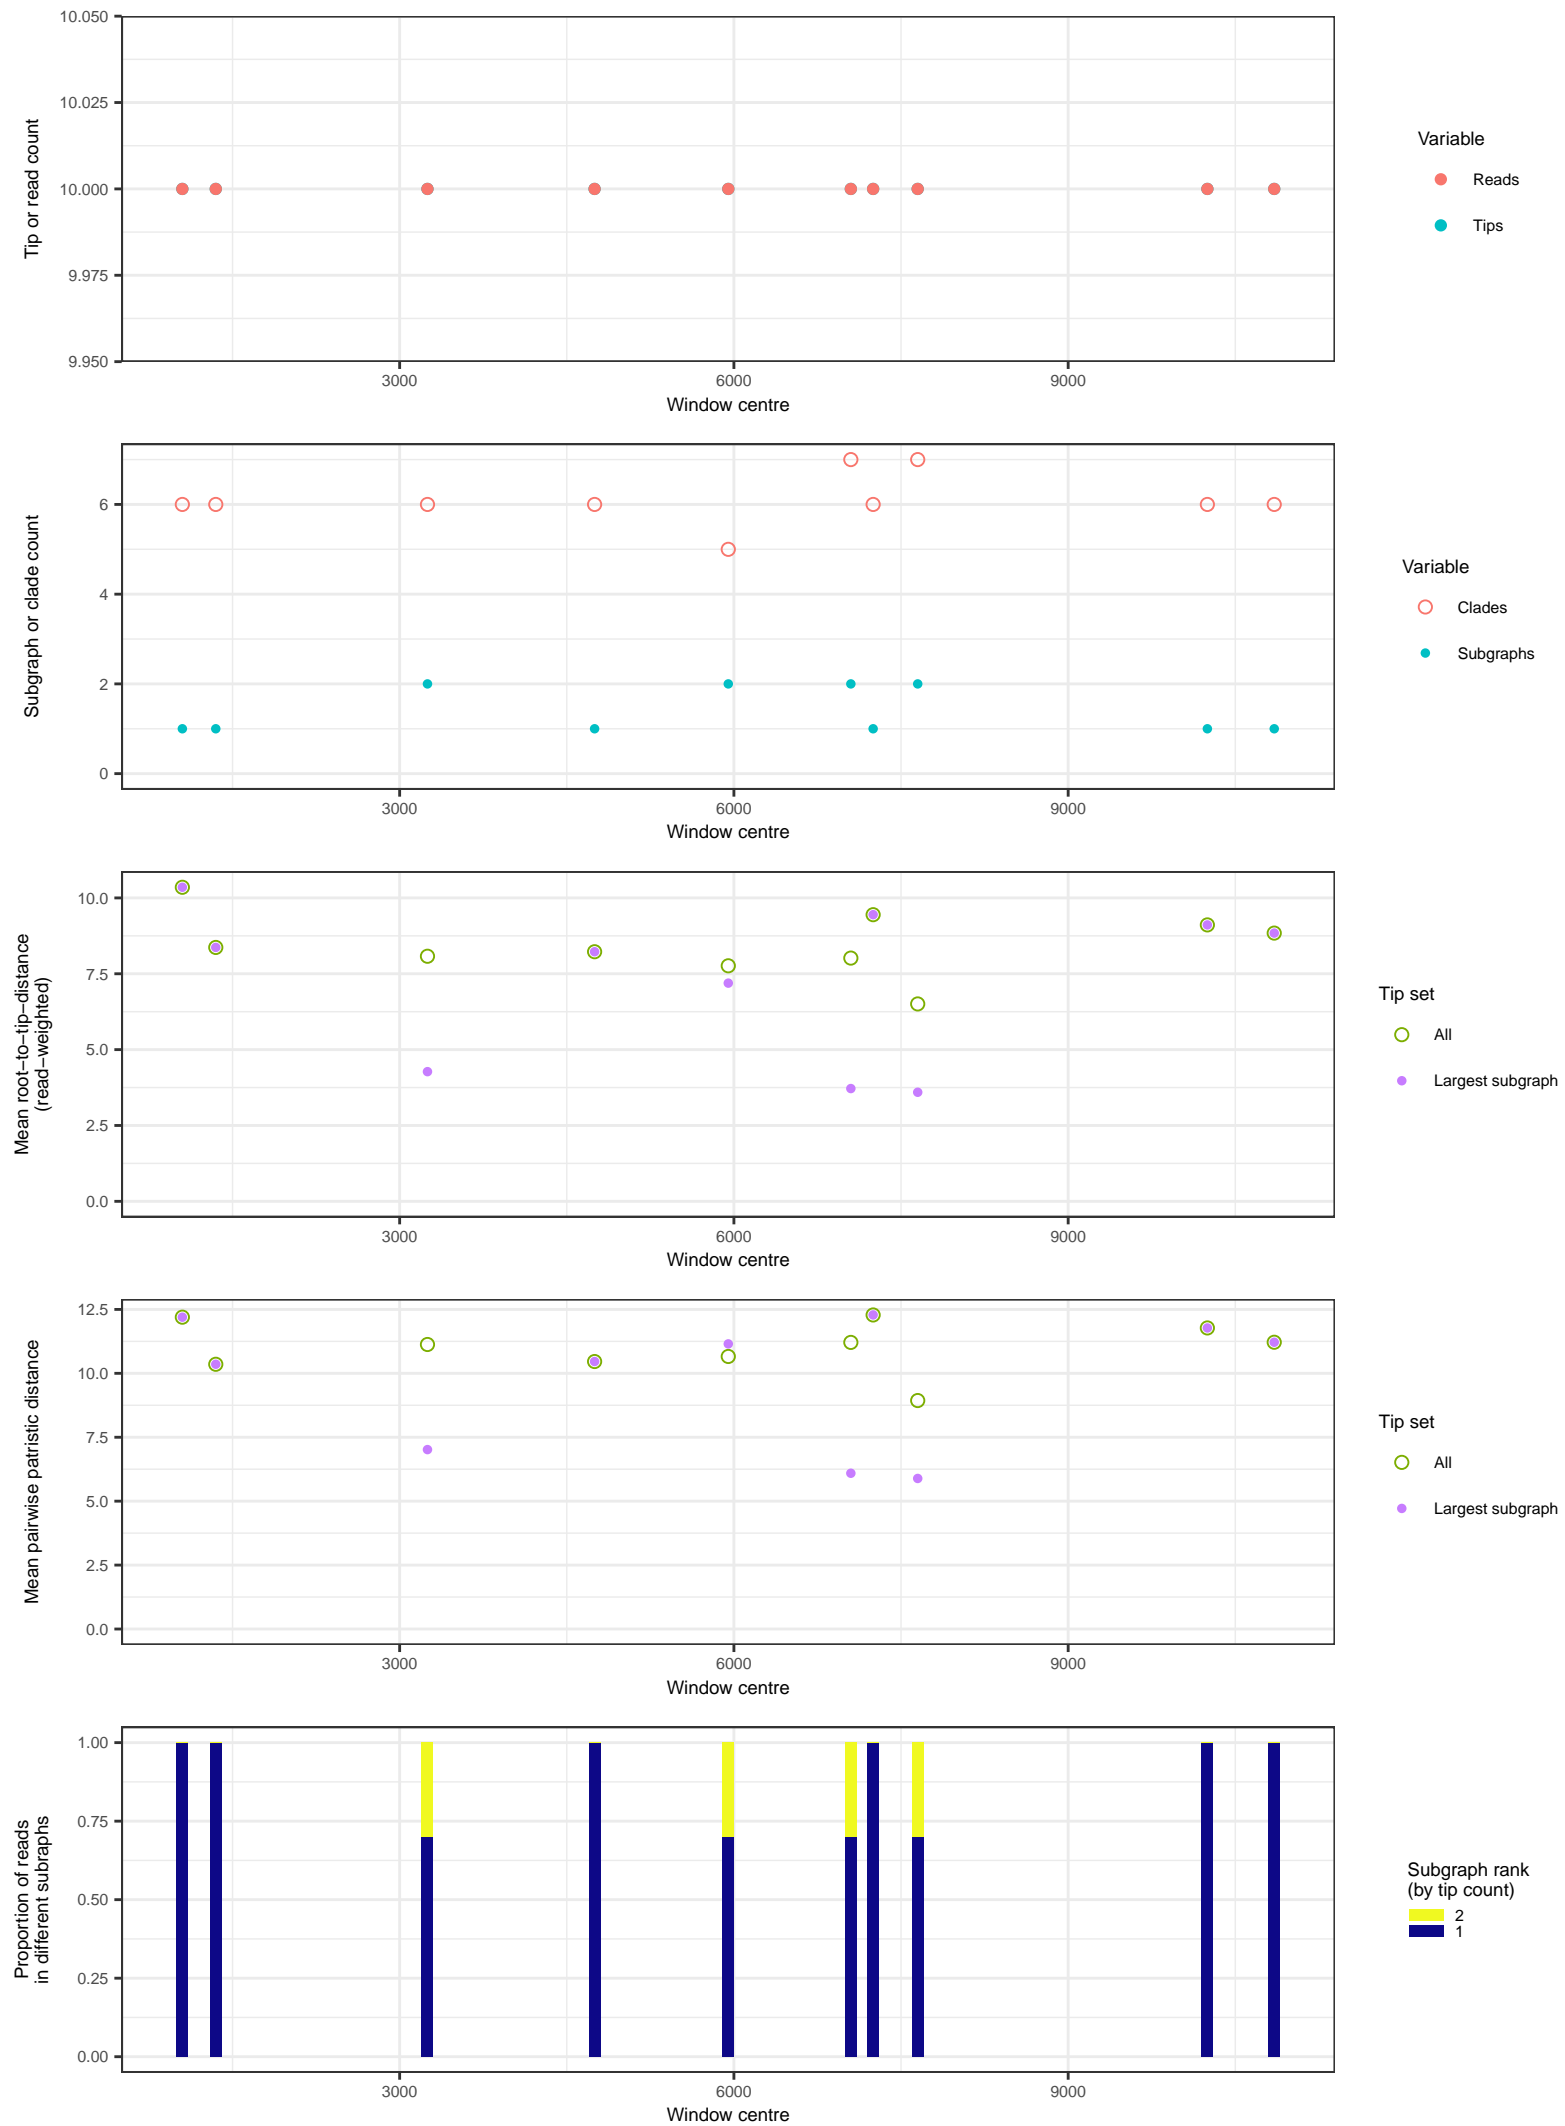 10.050
10.025
10.000
9.975
9.950
Tip or read count
3000
6000
9000
Window centre
Variable
Reads
Tips
6
4
2
0
Subgraph or clade count
3000
6000
9000
Window centre
Variable
Clades
Subgraphs
10.0
7.5
5.0
2.5
0.0
Mean root−to−tip−distance
(read−weighted)
3000
6000
9000
Window centre
Tip set
All
Largest subgraph
12.5
10.0
7.5
5.0
2.5
0.0
Mean pairwise patristic distance
3000
6000
9000
Window centre
Tip set
All
Largest subgraph
1.00
0.75
0.50
0.25
0.00
Proportion of reads
in different subraphs
3000
6000
9000
Window centre
Subgraph rank
(by tip count)
2
1